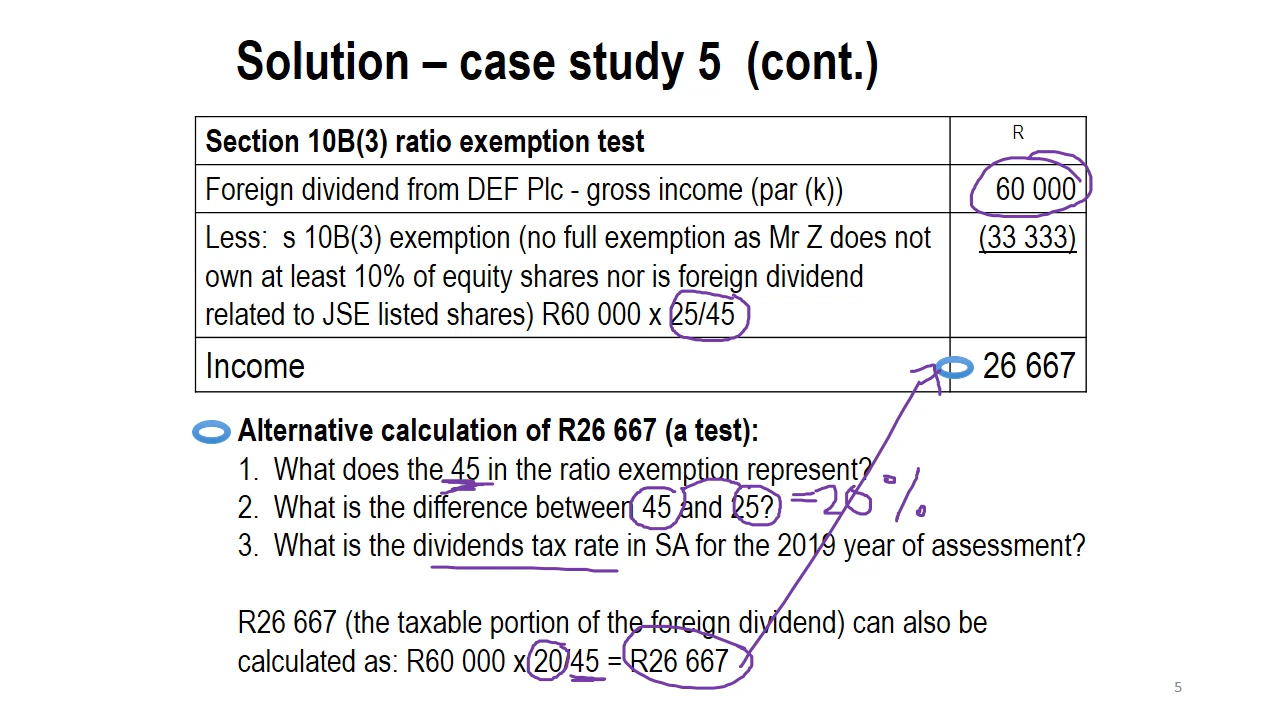 Solution – case study 5 (cont.)
Section 10B(3) ratio exemption test R
Foreign dividend from DEF Plc - gross income (par (k)) 60 000
Less: s 10B(3) exemption (no full exemption as Mr Z does not (33 333)
own at least 10% of equity shares nor is foreign dividend
related to JSE listed shares) R60 000 x 25/45
Income 26 667
Alternative calculation of R26 667 (a test):
1. What does the 45 in the ratio exemption represent?
2. What is the difference between 45 and 25? =20%
3. What is the dividends tax rate in SA for the 2019 year of assessment?
R26 667 (the taxable portion of the foreign dividend) can also be
calculated as: R60 000 x 20/45 = R26 667
5